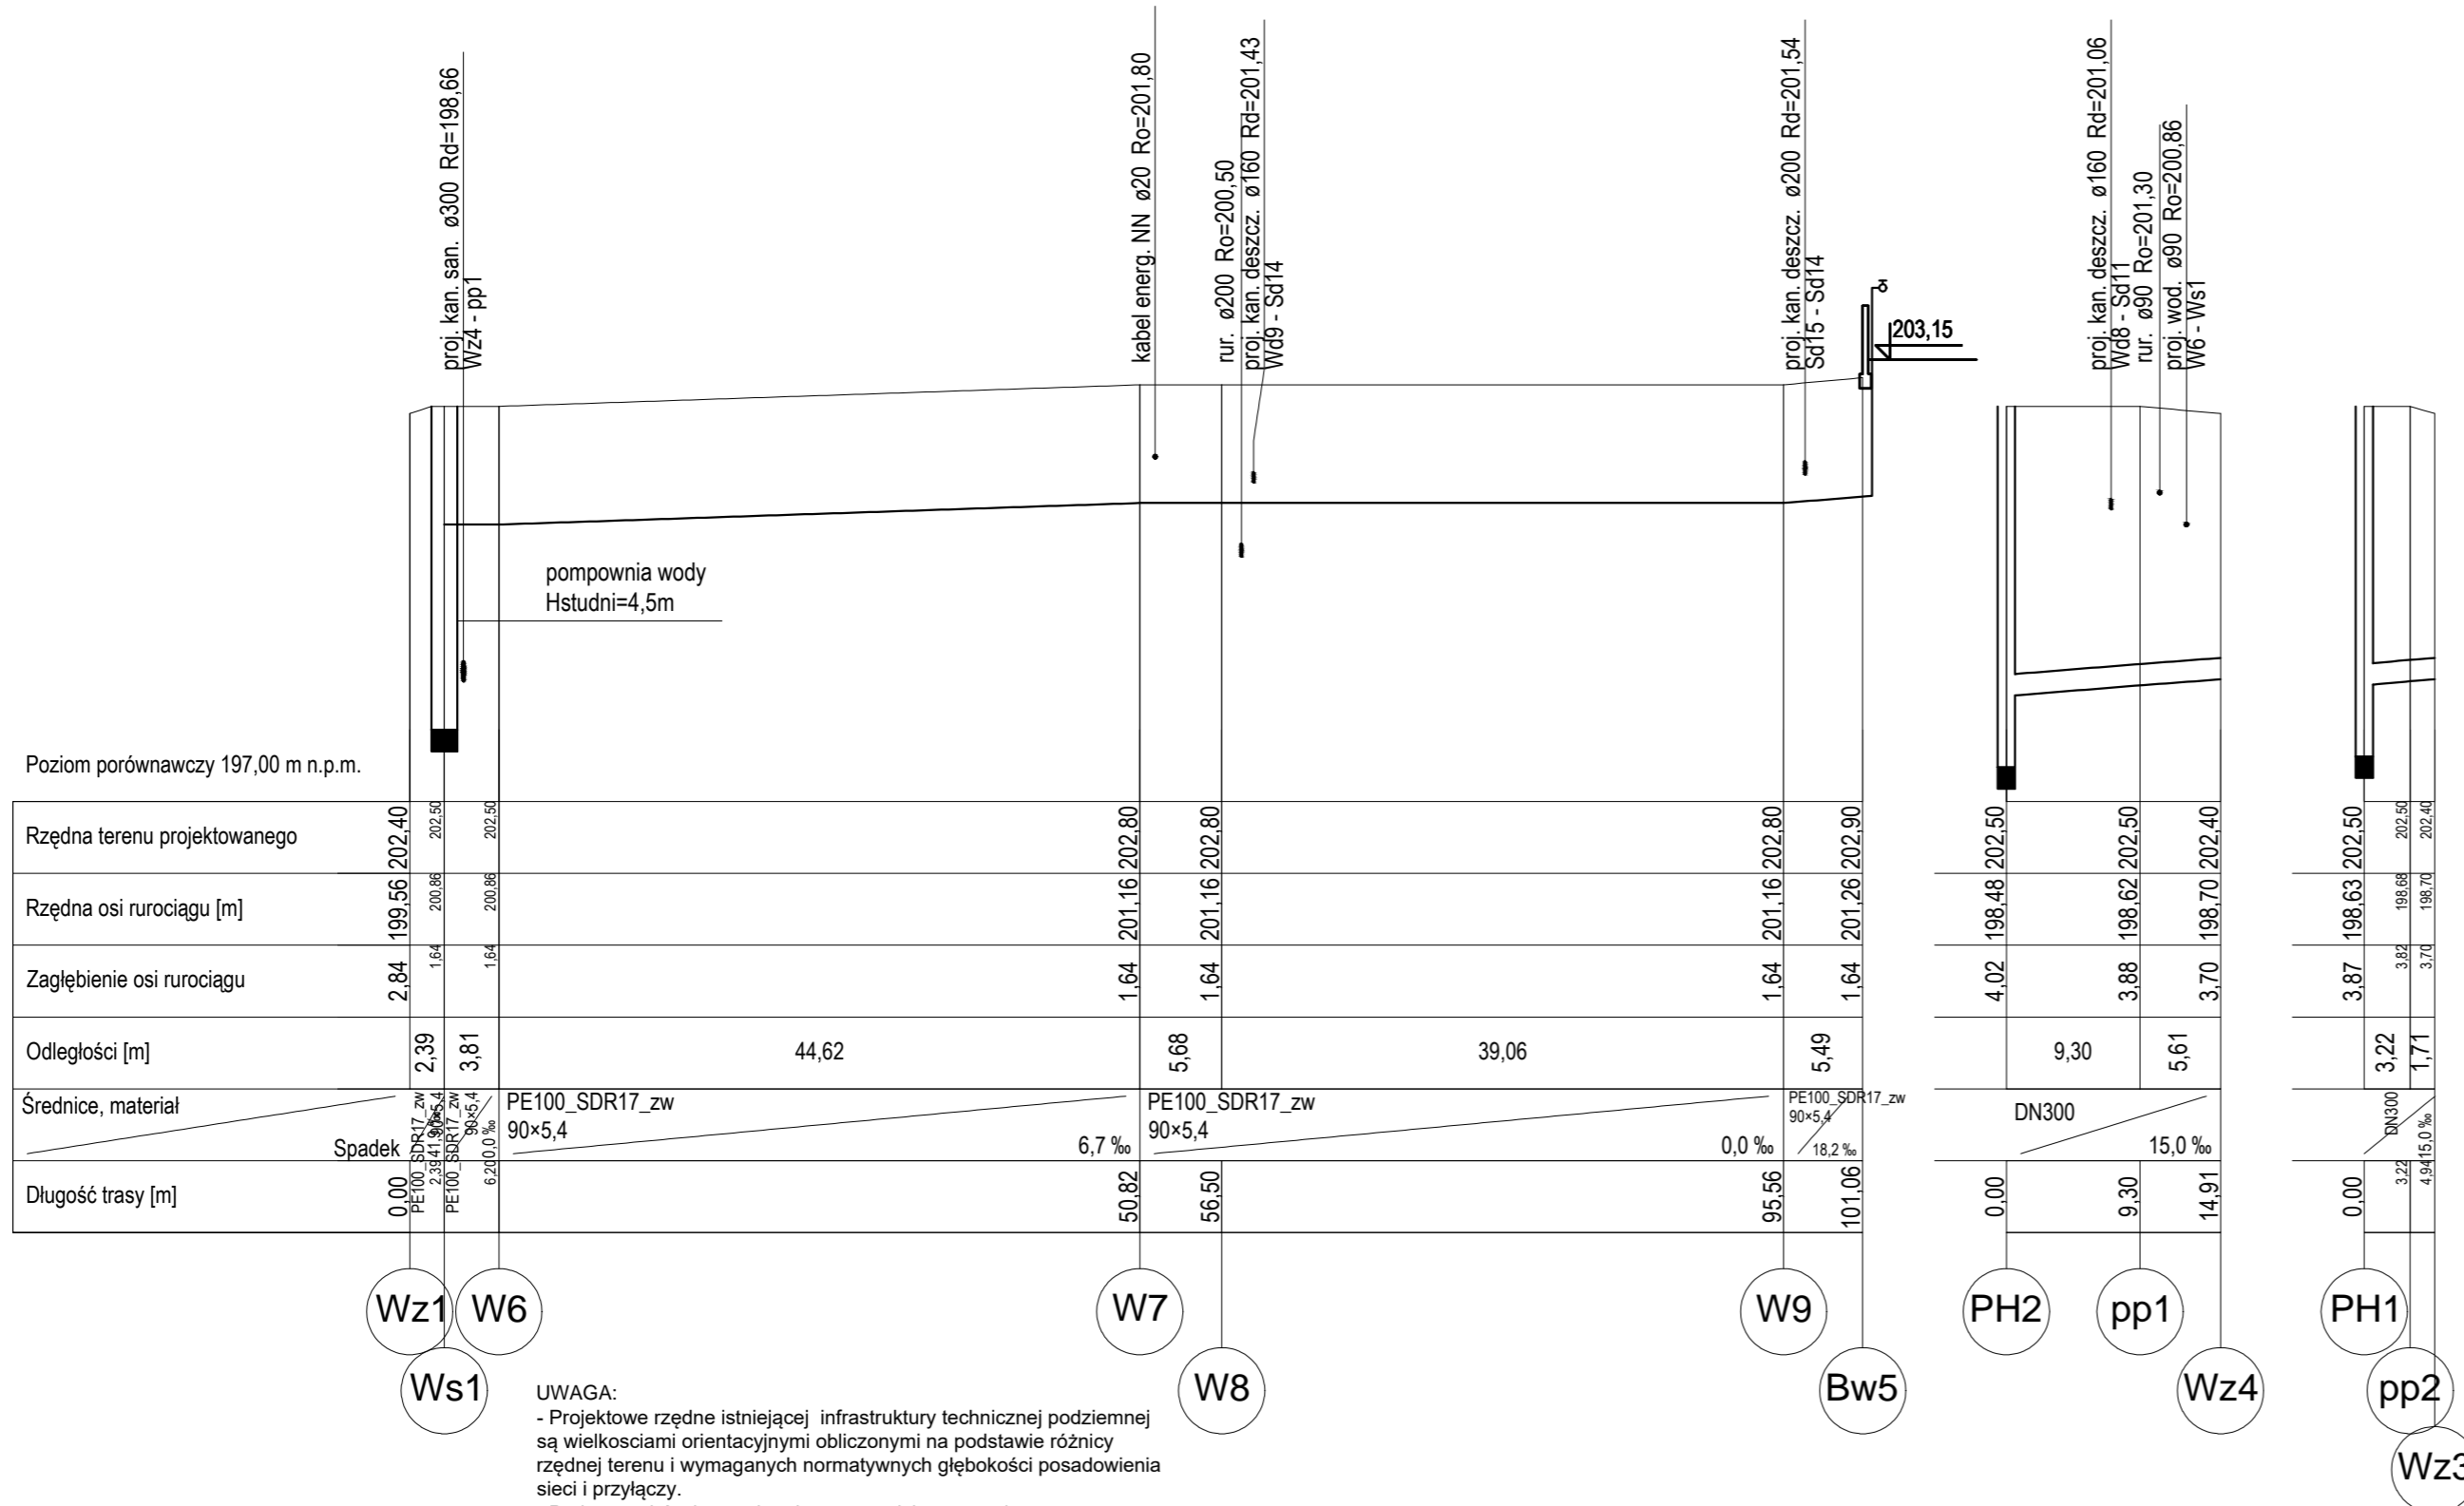 proj. kan. san. ø300 Rd=198,66
Wz4 - pp1
kabel energ. NN ø20 Ro=201,80
rur. ø200 Ro=200,50
proj. kan. deszcz. ø160 Rd=201,43
Wd9 - Sd14
proj. kan. deszcz. ø200 Rd=201,54
Sd15 - Sd14
203,15
proj. kan. deszcz. ø160 Rd=201,06
Wd8 - Sd11
rur. ø90 Ro=201,30
proj. wod. ø90 Ro=200,86
W6 - Ws1
pompownia wody
Hstudni=4,5m
Poziom porównawczy 197,00 m n.p.m.
Rzędna terenu projektowanego 202,40 202,50 202,50 202,80 202,80 202,80 202,90 202,50 202,50 202,40 202,50 202,50 202,40
Rzędna osi rurociągu [m] 199,56 200,86 200,86 201,16 201,16 201,16 201,26 198,48 198,62 198,70 198,63 198,68 198,70
Zagłębienie osi rurociągu 2,84 1,64 1,64 1,64 1,64 1,64 1,64 4,02 3,88 3,70 3,87 3,82 3,70
Odległości [m] 2,39 3,81 44,62 5,68 39,06 5,49 9,30 5,61 3,22 1,71
Średnice, materiał PE100_SDR17_zw 90×5,4 PE100_SDR17_zw 90×5,4 PE100_SDR17_zw 90×5,4 PE100_SDR17_zw 90×5,4 PE100_SDR17_zw 90×5,4 DN300 DN300
Spadek 0,0 ‰ 6,7 ‰ 0,0 ‰ 18,2 ‰ 15,0 ‰ 15,0 ‰
Długość trasy [m] 0,00 2,39 6,20 50,82 56,50 95,56 101,06 0,00 9,30 14,91 0,00 3,22 4,94
Wz1 W6 W7 W9 PH2 pp1 PH1
Ws1 W8 Bw5 Wz4 pp2
Wz3
UWAGA:
- Projektowe rzędne istniejącej infrastruktury technicznej podziemnej
są wielkosciami orientacyjnymi obliczonymi na podstawie różnicy
rzędnej terenu i wymaganych normatywnych głębokości posadowienia
sieci i przyłączy.